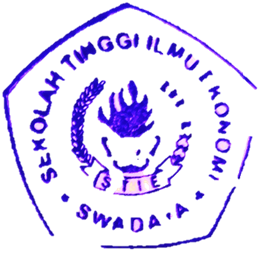 SEKOLAH TINGGI ILMU EKONOMI
STIE
SWADAYA